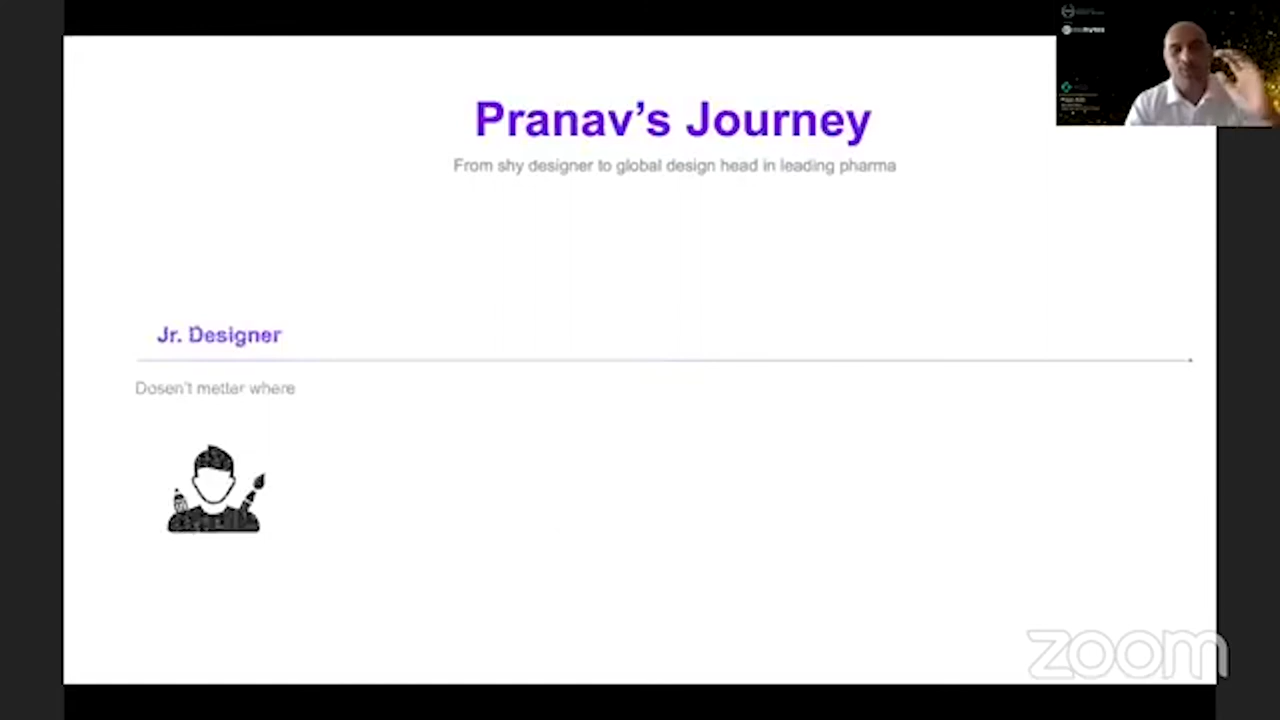 Pranav’s Journey
From shy designer to global design head in leading pharma
Jr. Designer
Dosen’t metter where
zoom